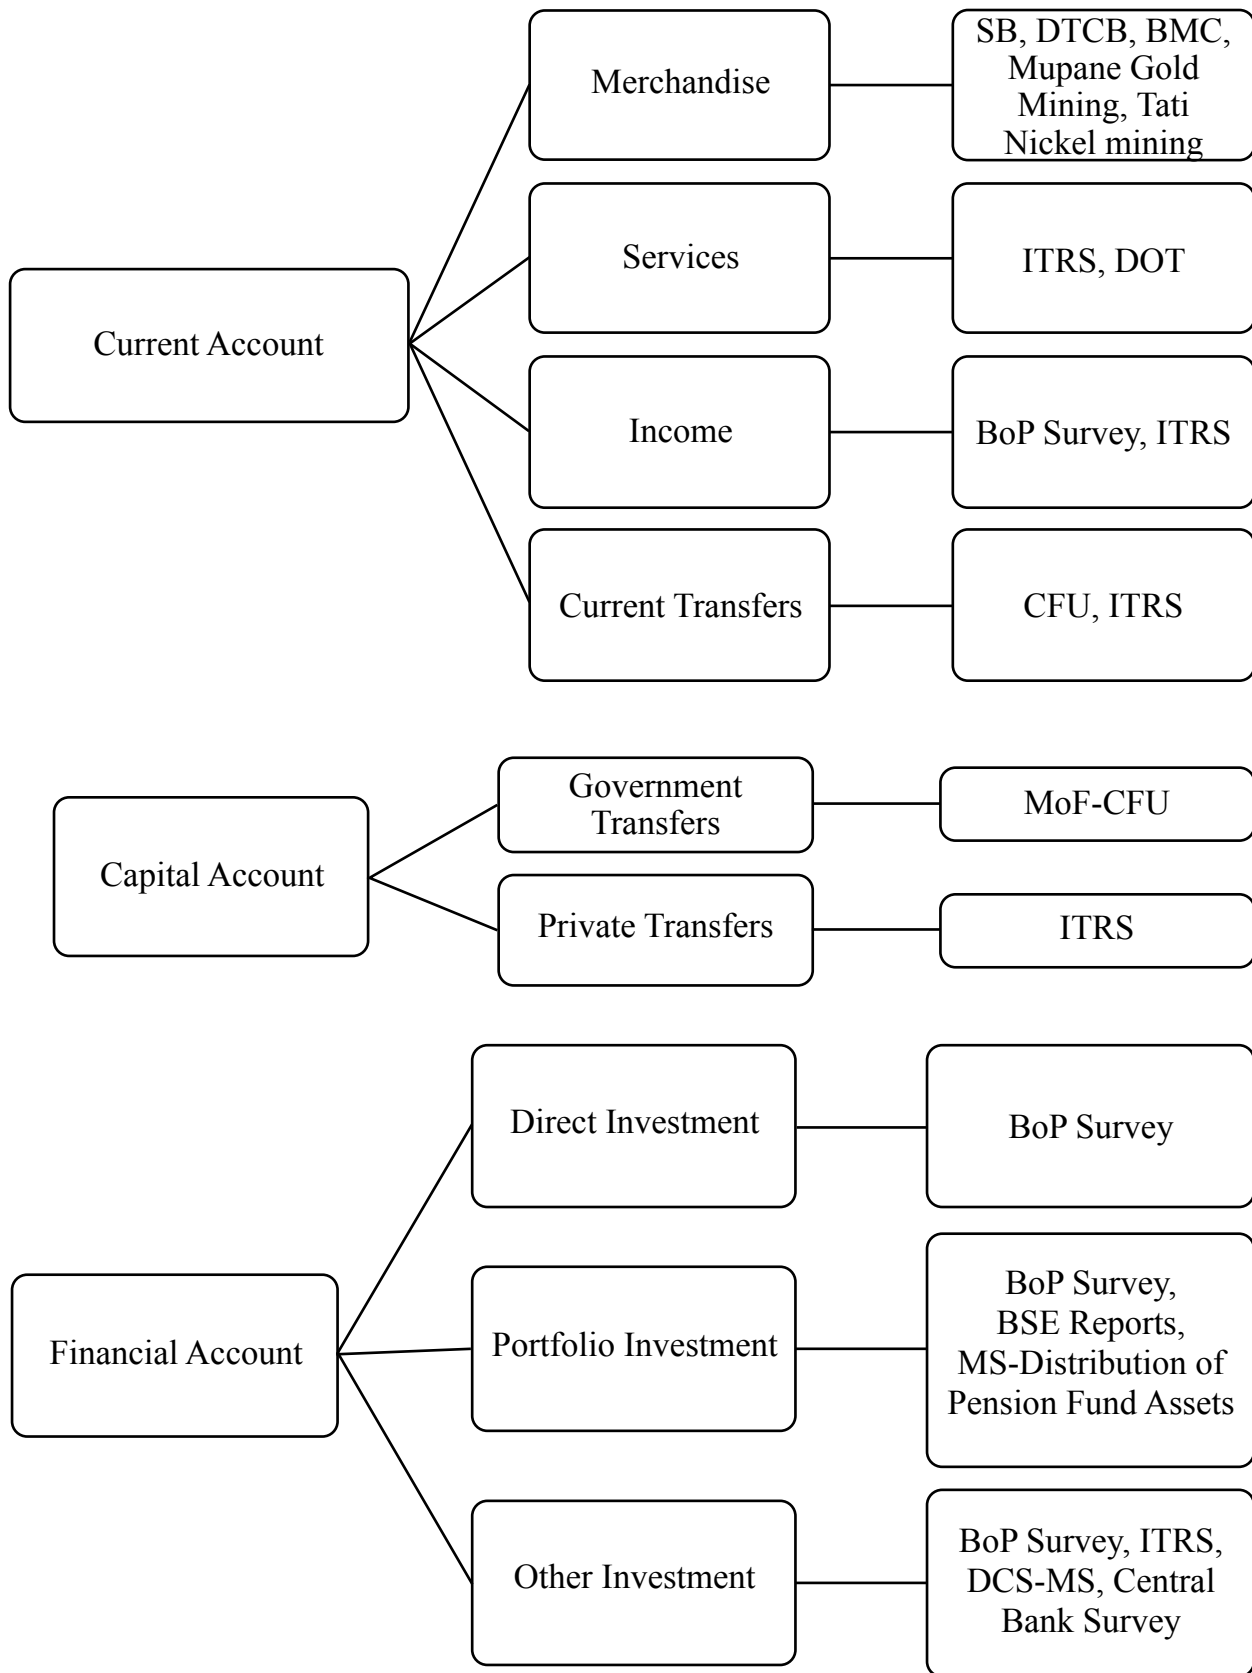 Current Account
Merchandise
SB, DTCB, BMC,
Mupane Gold
Mining, Tati
Nickel mining
Services
ITRS, DOT
Income
BoP Survey, ITRS
Current Transfers
CFU, ITRS
Capital Account
Government
Transfers
MoF-CFU
Private Transfers
ITRS
Financial Account
Direct Investment
BoP Survey
Portfolio Investment
BoP Survey,
BSE Reports,
MS-Distribution of
Pension Fund Assets
Other Investment
BoP Survey, ITRS,
DCS-MS, Central
Bank Survey